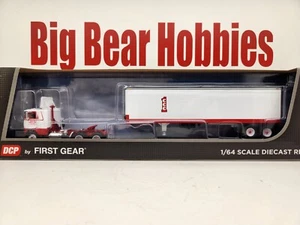 Big Bear Hobbies
DCP by FIRST GEAR
1/64 SCALE DIECAST RE